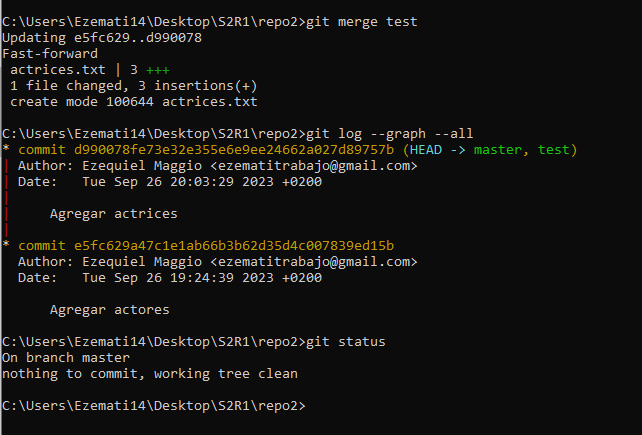 C:\Users\Ezemati14\Desktop\S2R1\repo2>git merge test
Updating e5fc629..d990078
Fast-forward
 actrices.txt | 3 +++
 1 file changed, 3 insertions(+)
 create mode 100644 actrices.txt

C:\Users\Ezemati14\Desktop\S2R1\repo2>git log --graph --all
* commit d990078fe73e32e355e6e9ee24662a027d89757b (HEAD -> master, test)
| Author: Ezequiel Maggio <ezematitrabajo@gmail.com>
| Date:   Tue Sep 26 20:03:29 2023 +0200
|
|     Agregar actrices
|
* commit e5fc629a47c1e1ab66b3b62d35d4c007839ed15b
  Author: Ezequiel Maggio <ezematitrabajo@gmail.com>
  Date:   Tue Sep 26 19:24:39 2023 +0200

      Agregar actores

C:\Users\Ezemati14\Desktop\S2R1\repo2>git status
On branch master
nothing to commit, working tree clean

C:\Users\Ezemati14\Desktop\S2R1\repo2>